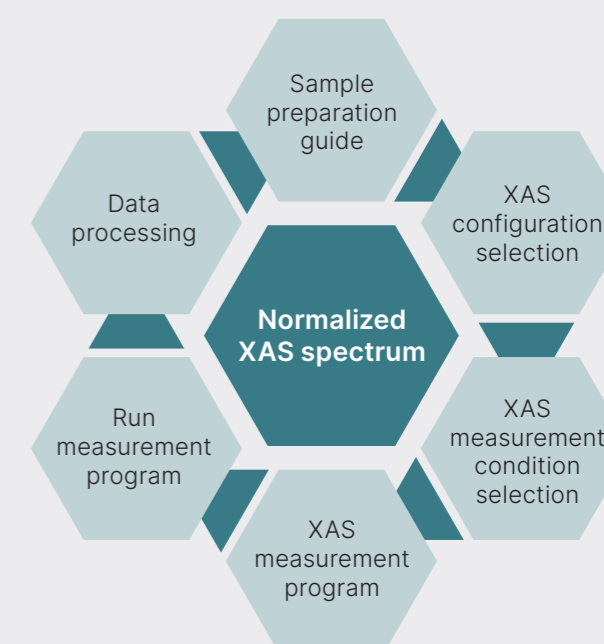 Sample
preparation
guide
XAS
configuration
selection
XAS
measurement
condition
selection
XAS
measurement
program
Run
measurement
program
Data
processing
Normalized
XAS spectrum